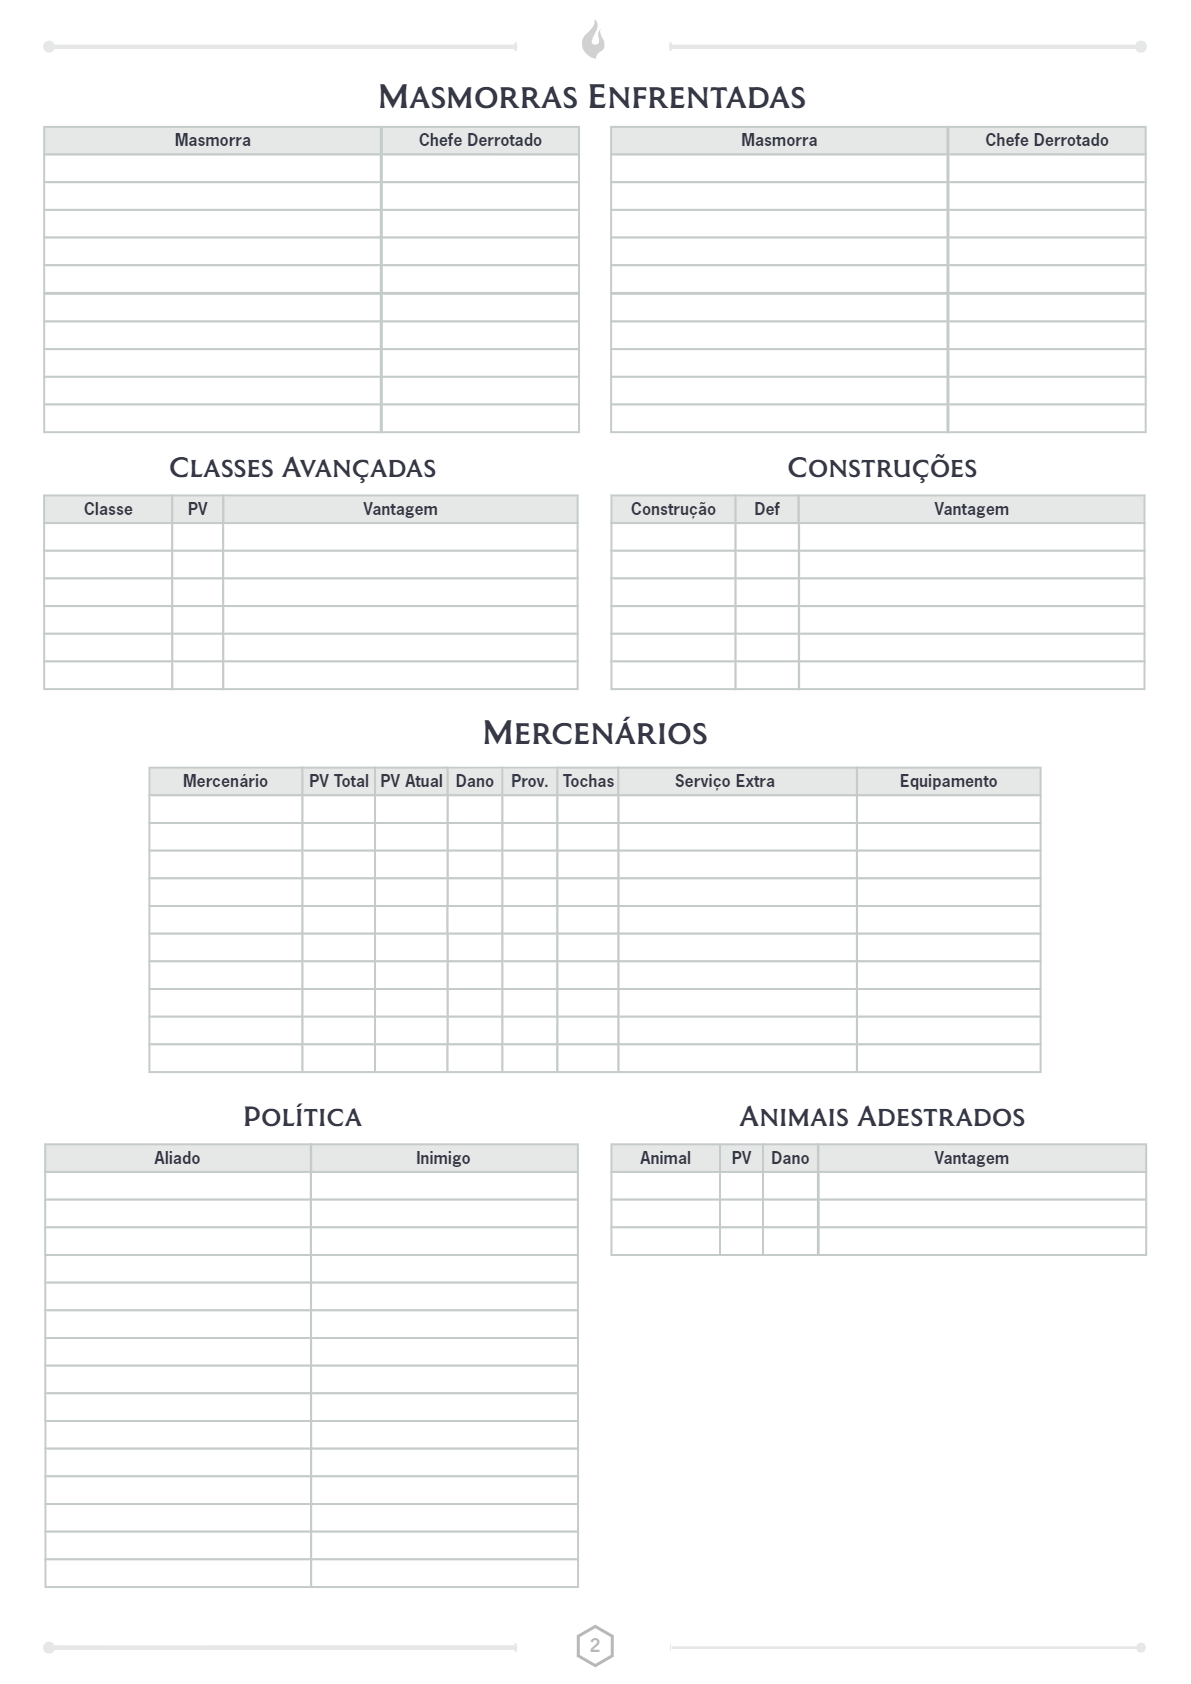 Masmorras Enfrentadas
Masmorra Chefe Derrotado
Masmorra Chefe Derrotado
Classes Avançadas
Classe PV Vantagem
Construções
Construção Def Vantagem
Mercenários
Mercenário PV Total PV Atual Dano Prov. Tochas Serviço Extra Equipamento
Política
Aliado Inimigo
Animais Adestrados
Animal PV Dano Vantagem
2